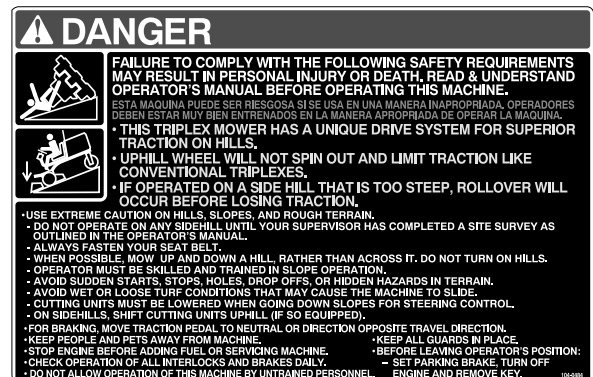 DANGER
FAILURE TO COMPLY WITH THE FOLLOWING SAFETY REQUIREMENTS
MAY RESULT IN PERSONAL INJURY OR DEATH. READ & UNDERSTAND
OPERATOR'S MANUAL BEFORE OPERATING THIS MACHINE.
ESTA MAQUINA PUEDE SER RIESGOSA SI SE USA EN UNA MANERA INAPROPRIADA. OPERADORES
DEBEN ESTAR MUY BIEN ENTRENADOS EN LA MANERA APROPRIADA DE OPERAR LA MAQUINA.
• THIS TRIPLEX MOWER HAS A UNIQUE DRIVE SYSTEM FOR SUPERIOR
TRACTION ON HILLS.
• UPHILL WHEEL WILL NOT SPIN OUT AND LIMIT TRACTION LIKE
CONVENTIONAL TRIPLEXES.
• IF OPERATED ON A SIDE HILL THAT IS TOO STEEP, ROLLOVER WILL
OCCUR BEFORE LOSING TRACTION.
•USE EXTREME CAUTION ON HILLS, SLOPES, AND ROUGH TERRAIN.
- DO NOT OPERATE ON ANY SIDEHILL UNTIL YOUR SUPERVISOR HAS COMPLETED A SITE SURVEY AS
OUTLINED IN THE OPERATOR'S MANUAL.
- ALWAYS FASTEN YOUR SEAT BELT.
- WHEN POSSIBLE, MOW UP AND DOWN A HILL, RATHER THAN ACROSS IT. DO NOT TURN ON HILLS.
- OPERATOR MUST BE SKILLED AND TRAINED IN SLOPE OPERATION.
- AVOID SUDDEN STARTS, STOPS, HOLES, DROP OFFS, OR HIDDEN HAZARDS IN TERRAIN.
- AVOID WET OR LOOSE TURF CONDITIONS THAT MAY CAUSE THE MACHINE TO SLIDE.
- CUTTING UNITS MUST BE LOWERED WHEN GOING DOWN SLOPES FOR STEERING CONTROL.
- ON SIDEHILLS, SHIFT CUTTING UNITS UPHILL (IF SO EQUIPPED).
•FOR BRAKING, MOVE TRACTION PEDAL TO NEUTRAL OR DIRECTION OPPOSITE TRAVEL DIRECTION.
•KEEP PEOPLE AND PETS AWAY FROM MACHINE.
•STOP ENGINE BEFORE ADDING FUEL OR SERVICING MACHINE.
•CHECK OPERATION OF ALL INTERLOCKS AND BRAKES DAILY.
•DO NOT ALLOW OPERATION OF THIS MACHINE BY UNTRAINED PERSONNEL.
•KEEP ALL GUARDS IN PLACE.
•BEFORE LEAVING OPERATOR'S POSITION:
- SET PARKING BRAKE, TURN OFF
ENGINE AND REMOVE KEY.
104-0484